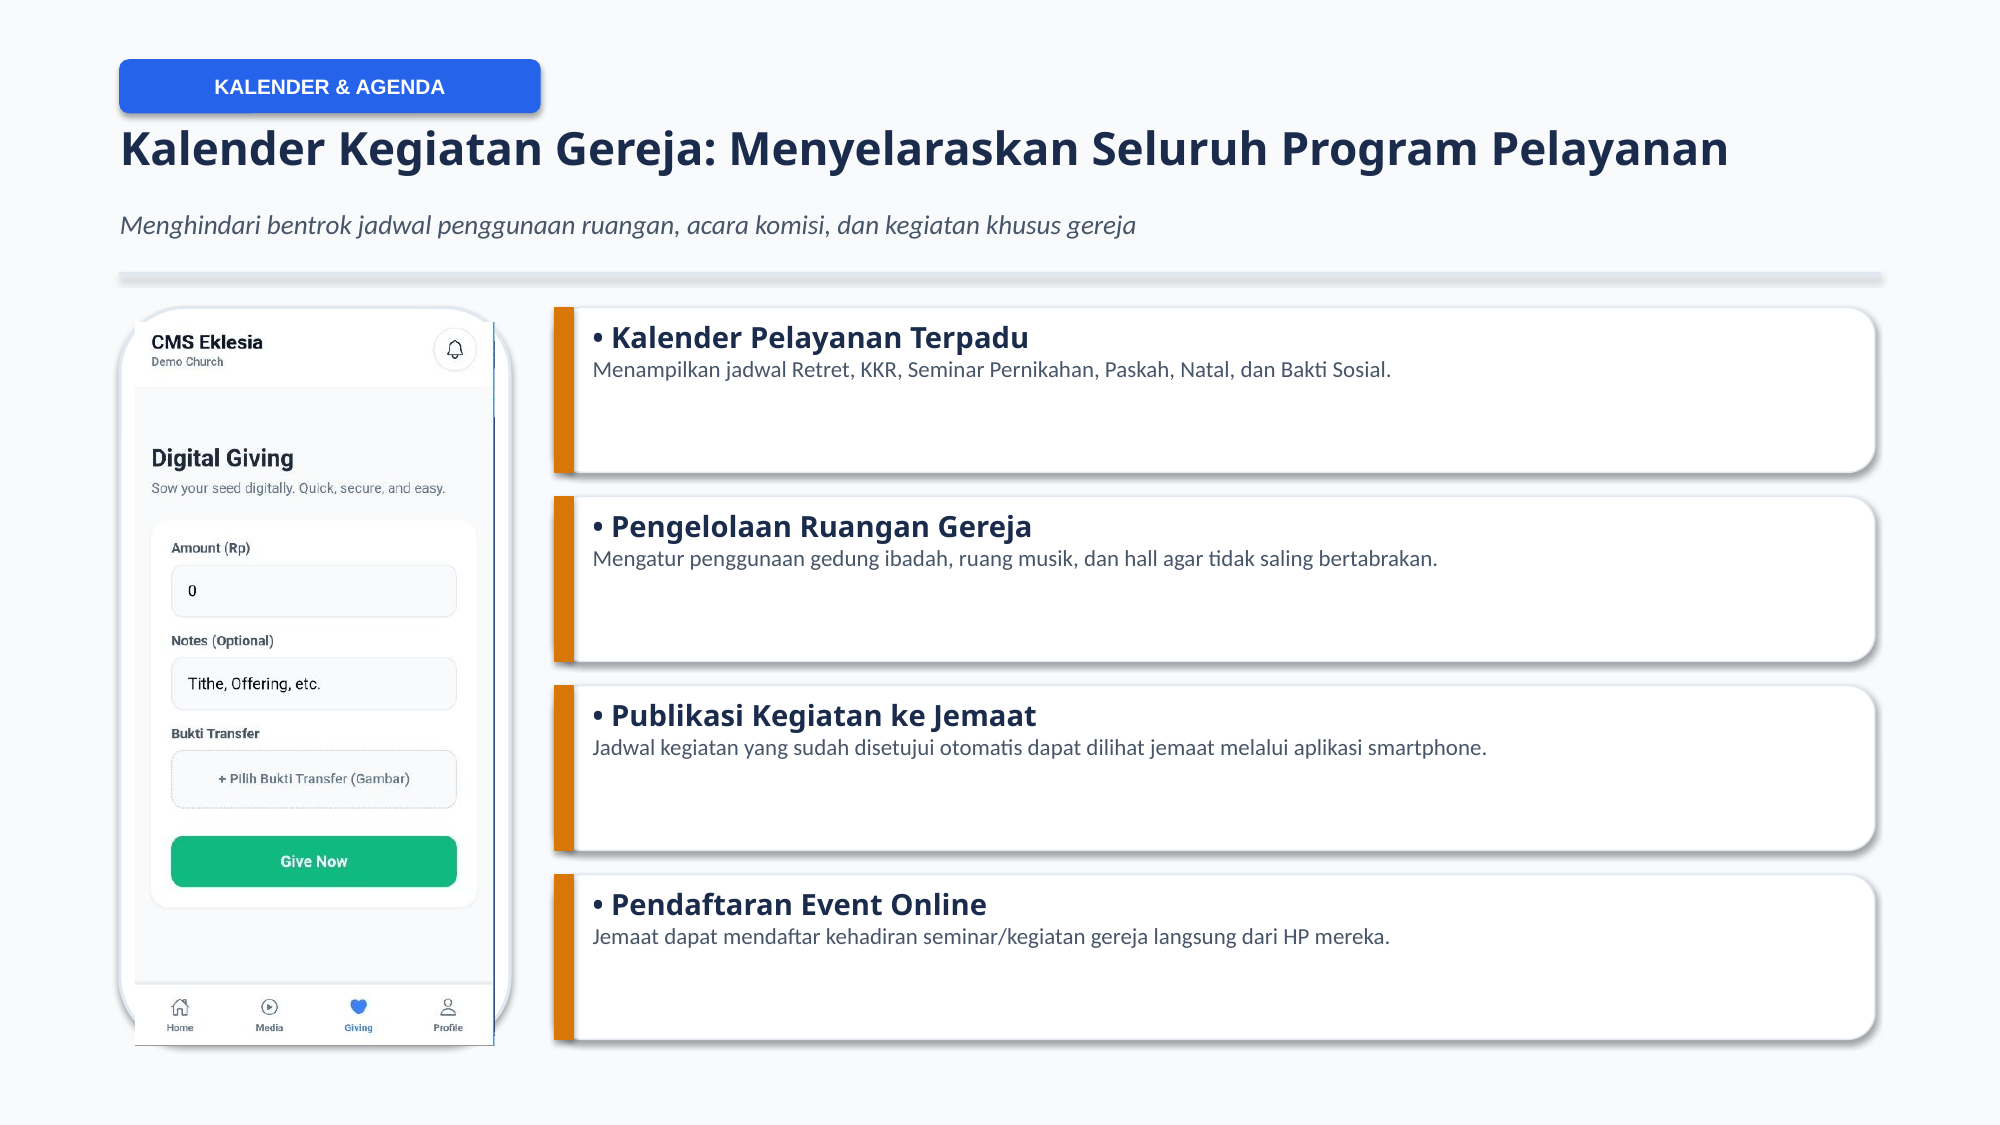 KALENDER & AGENDA
Kalender Kegiatan Gereja: Menyelaraskan Seluruh Program Pelayanan
Menghindari bentrok jadwal penggunaan ruangan, acara komisi, dan kegiatan khusus gereja
CMS Eklesia
Demo Church
Digital Giving
Sow your seed digitally. Quick, secure, and easy.
Amount (Rp)
0
Notes (Optional)
Tithe, Offering, etc.
Bukti Transfer
+ Pilih Bukti Transfer (Gambar)
Give Now
Home
Media
Giving
Profile
• Kalender Pelayanan Terpadu
Menampilkan jadwal Retret, KKR, Seminar Pernikahan, Paskah, Natal, dan Bakti Sosial.
• Pengelolaan Ruangan Gereja
Mengatur penggunaan gedung ibadah, ruang musik, dan hall agar tidak saling bertabrakan.
• Publikasi Kegiatan ke Jemaat
Jadwal kegiatan yang sudah disetujui otomatis dapat dilihat jemaat melalui aplikasi smartphone.
• Pendaftaran Event Online
Jemaat dapat mendaftar kehadiran seminar/kegiatan gereja langsung dari HP mereka.